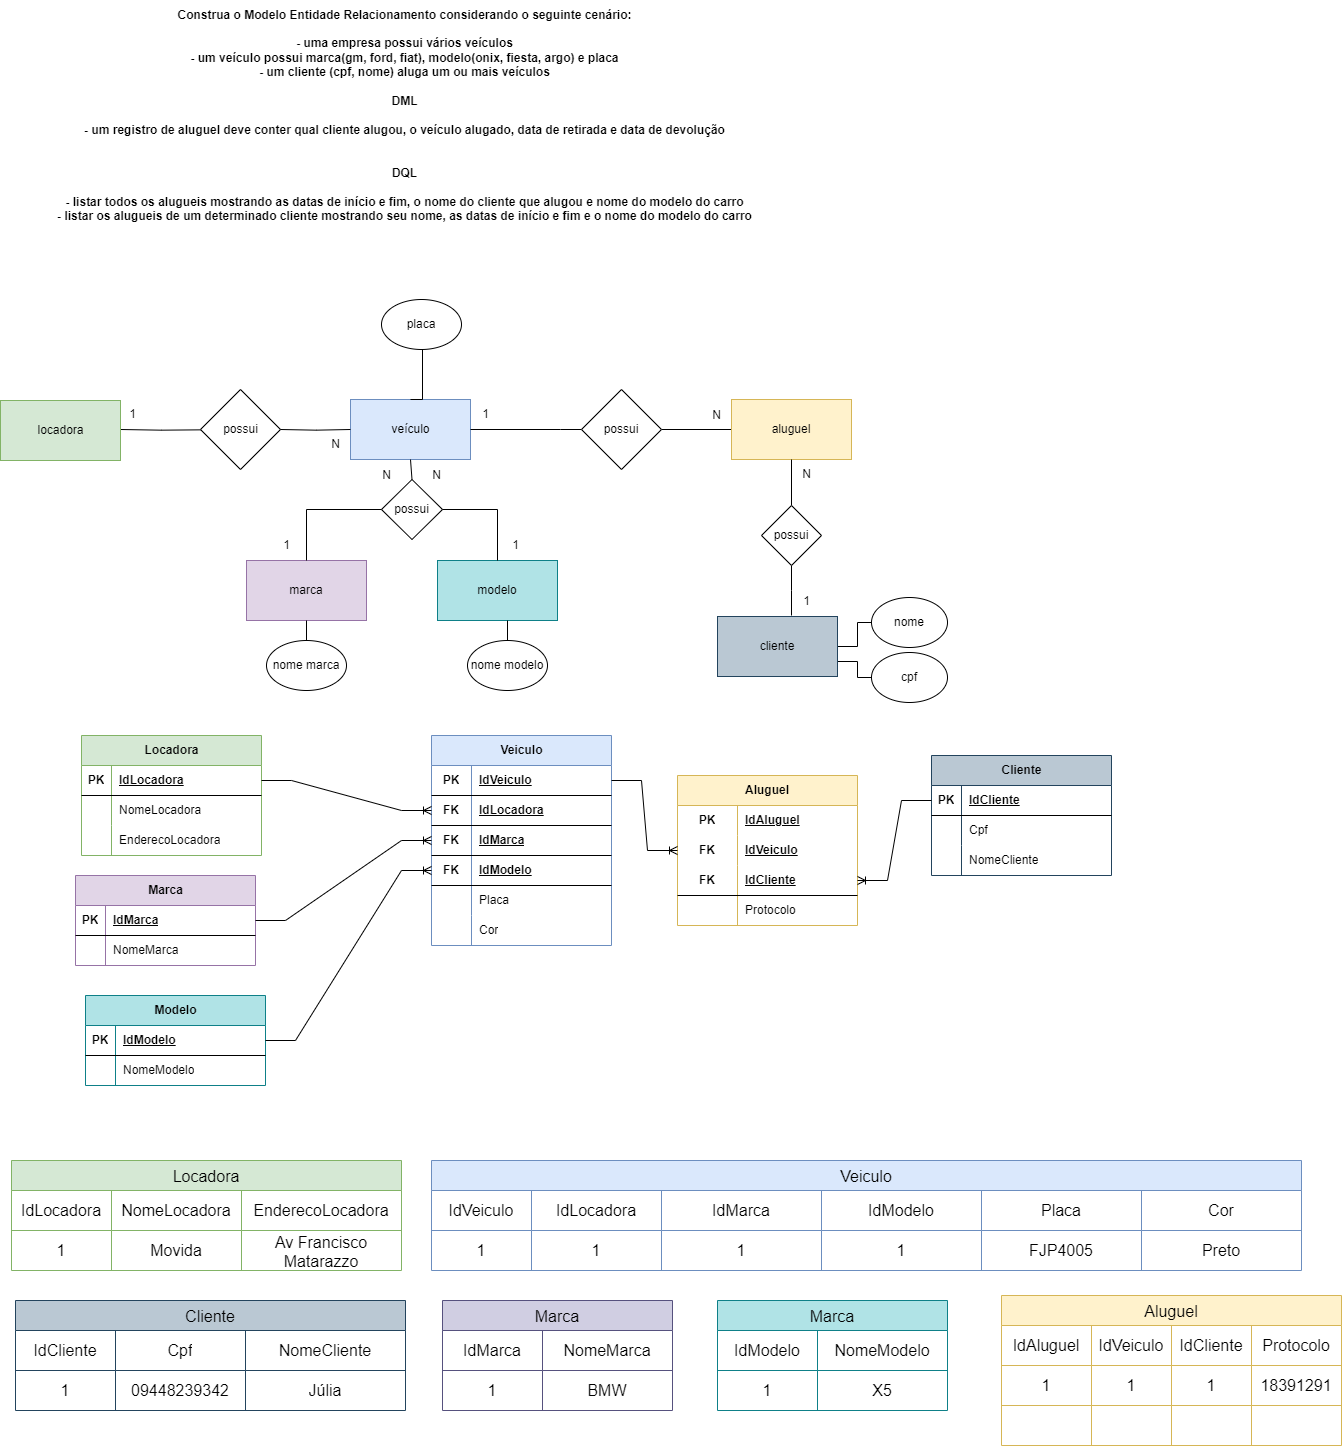 Construa o Modelo Entidade Relacionamento considerando o seguinte cenário:
- uma empresa possui vários veículos
- um veículo possui marca(gm, ford, fiat), modelo(onix, fiesta, argo) e placa
- um cliente (cpf, nome) aluga um ou mais veículos
DML
- um registro de aluguel deve conter qual cliente alugou, o veículo alugado, data de retirada e data de devolução
DQL
- listar todos os alugueis mostrando as datas de início e fim, o nome do cliente que alugou e nome do modelo do carro
- listar os alugueis de um determinado cliente mostrando seu nome, as datas de início e fim e o nome do modelo do carro
placa
locadora
1
possui
N
veículo
1
possui
N
aluguel
N
N
possui
N
possui
1
1
1
marca
modelo
cliente
nome
cpf
nome marca
nome modelo
Locadora
PK IdLocadora
NomeLocadora
EnderecoLocadora
Marca
PK IdMarca
NomeMarca
Modelo
PK IdModelo
NomeModelo
Veiculo
PK IdVeiculo
FK IdLocadora
FK IdMarca
FK IdModelo
Placa
Cor
Aluguel
PK IdAluguel
FK IdVeiculo
FK IdCliente
Protocolo
Cliente
PK IdCliente
Cpf
NomeCliente
Locadora
IdLocadora NomeLocadora EnderecoLocadora
1 Movida Av Francisco
Matarazzo
Veiculo
IdVeiculo IdLocadora IdMarca IdModelo Placa Cor
1 1 1 1 FJP4005 Preto
Cliente
IdCliente Cpf NomeCliente
1 09448239342 Júlia
Marca
IdMarca NomeMarca
1 BMW
Marca
IdModelo NomeModelo
1 X5
Aluguel
IdAluguel IdVeiculo IdCliente Protocolo
1 1 1 18391291